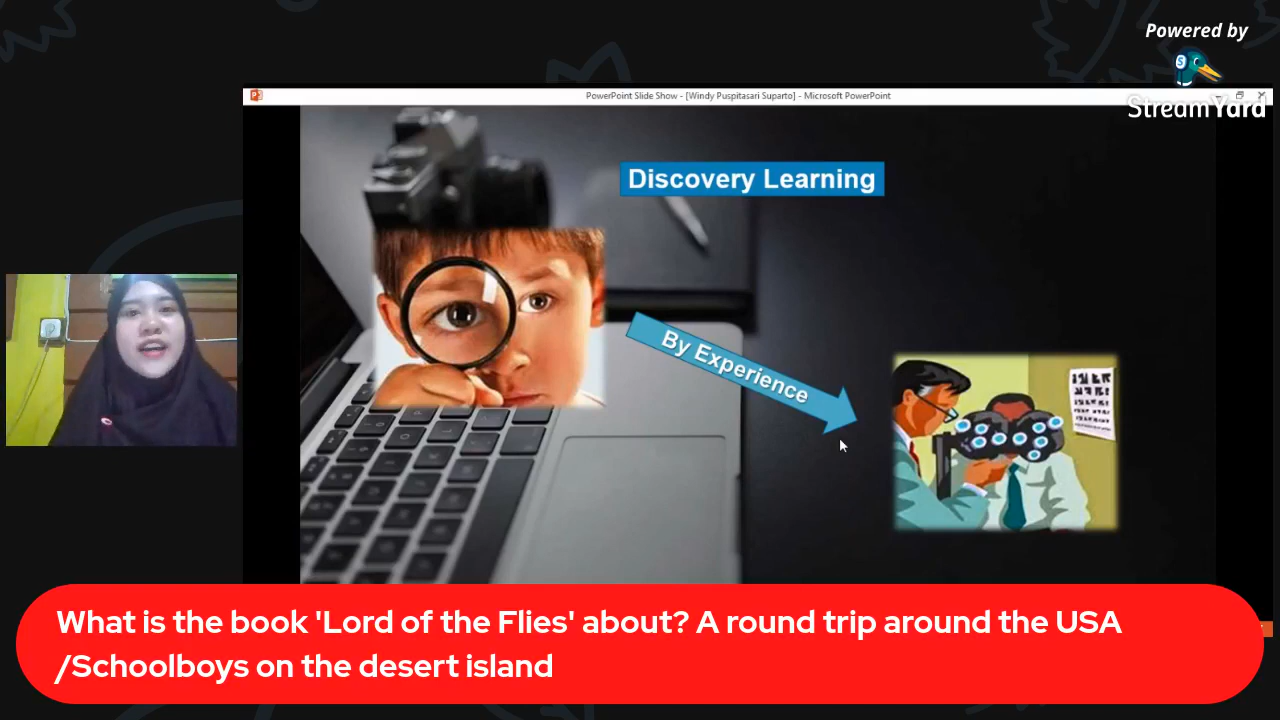 Powered by
StreamYard
PowerPoint Slide Show - [Windy Puspitasari Suparto] - Microsoft PowerPoint
Discovery Learning
By Experience
What is the book 'Lord of the Flies' about? A round trip around the USA
/Schoolboys on the desert island